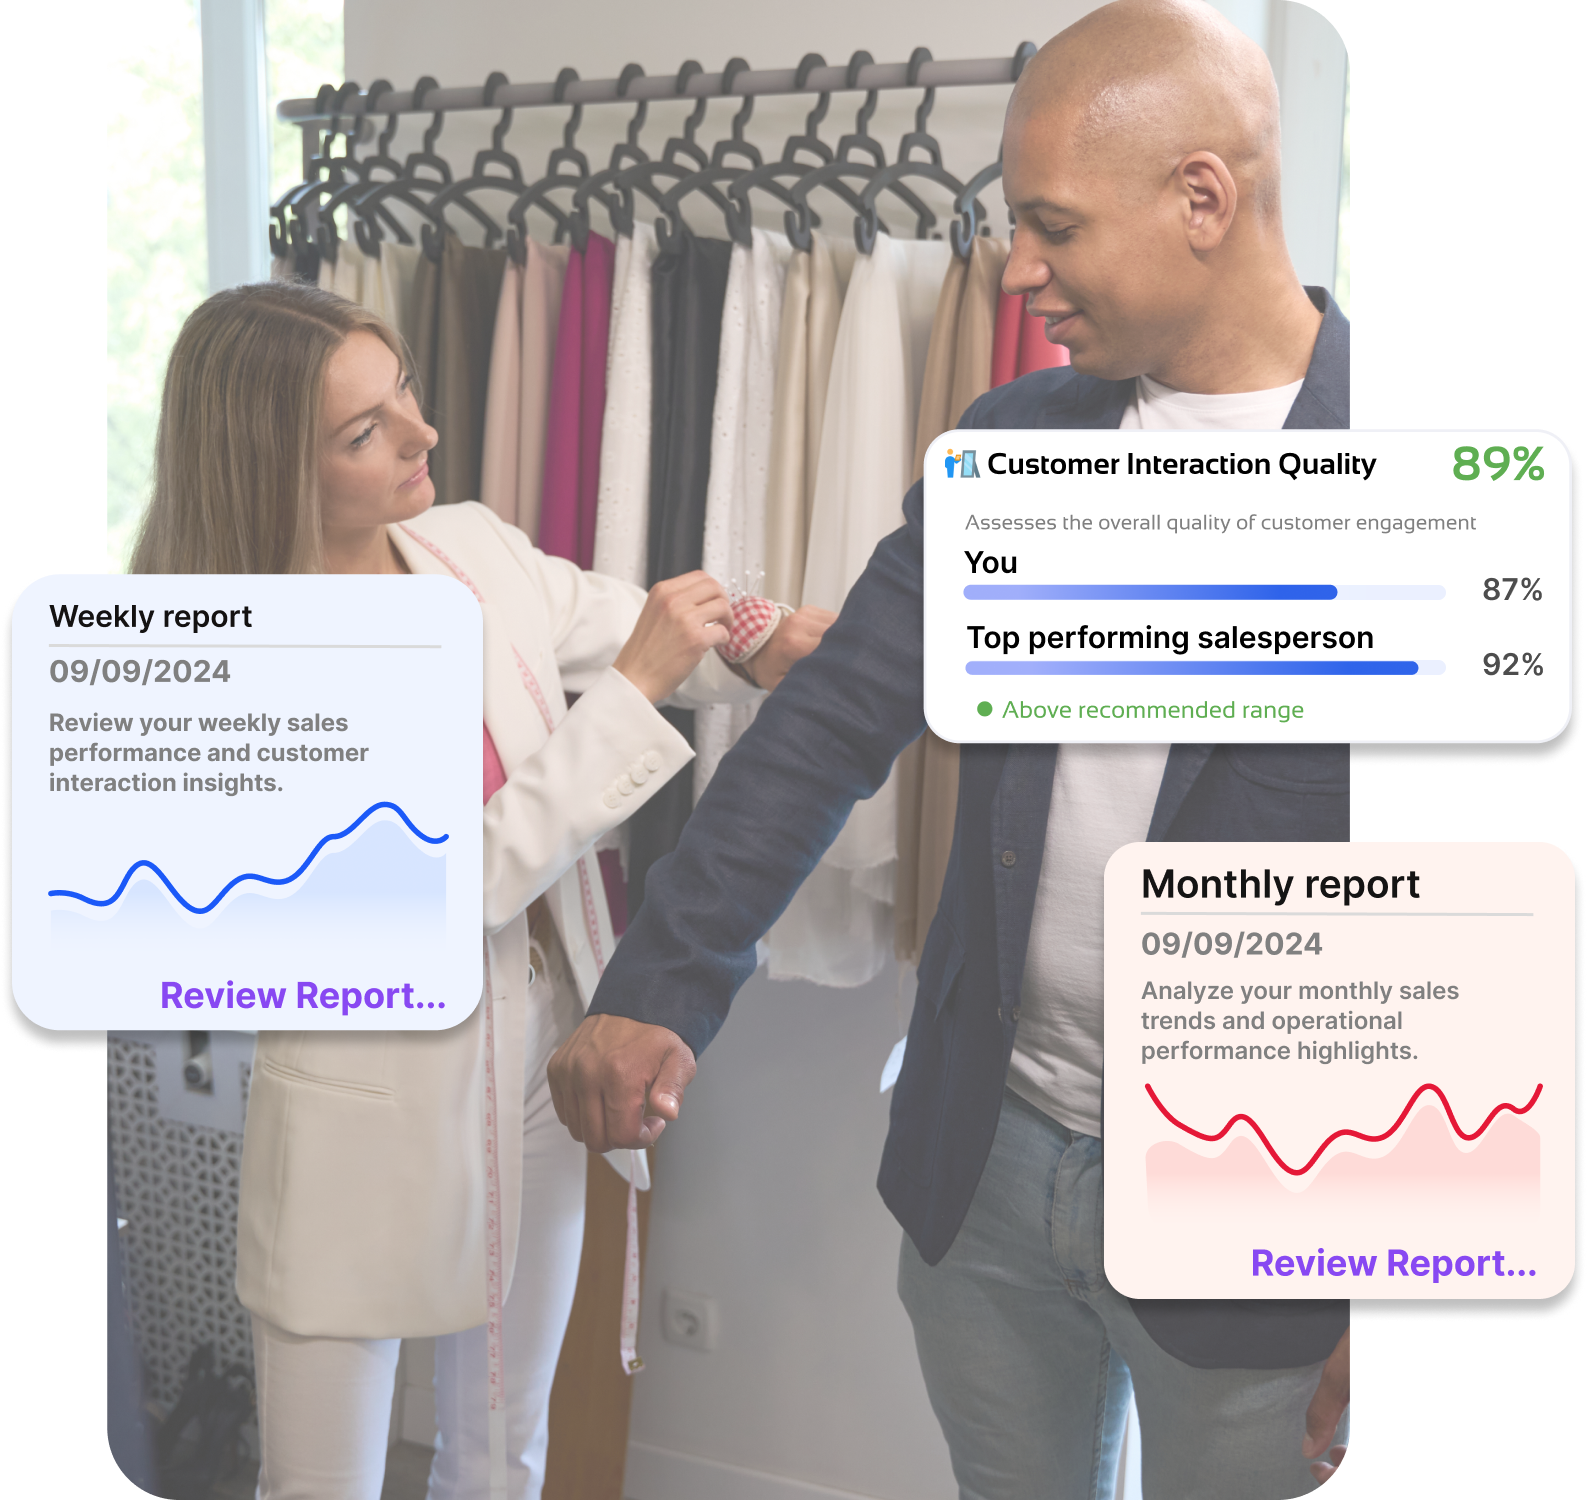 Customer Interaction Quality 89%
Assesses the overall quality of customer engagement
You
87%
Top performing salesperson
92%
Above recommended range
Weekly report
09/09/2024
Review your weekly sales
performance and customer
interaction insights.
Review Report...
Monthly report
09/09/2024
Analyze your monthly sales
trends and operational
performance highlights.
Review Report...